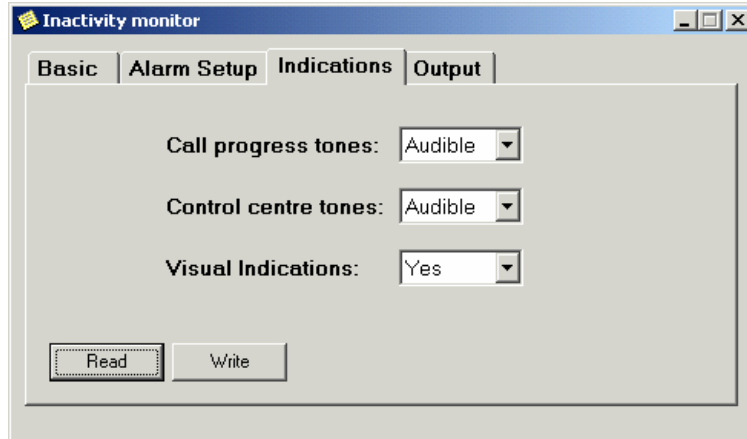 Inactivity monitor
Basic Alarm Setup Indications Output
Call progress tones: Audible
Control centre tones: Audible
Visual Indications: Yes
Read Write